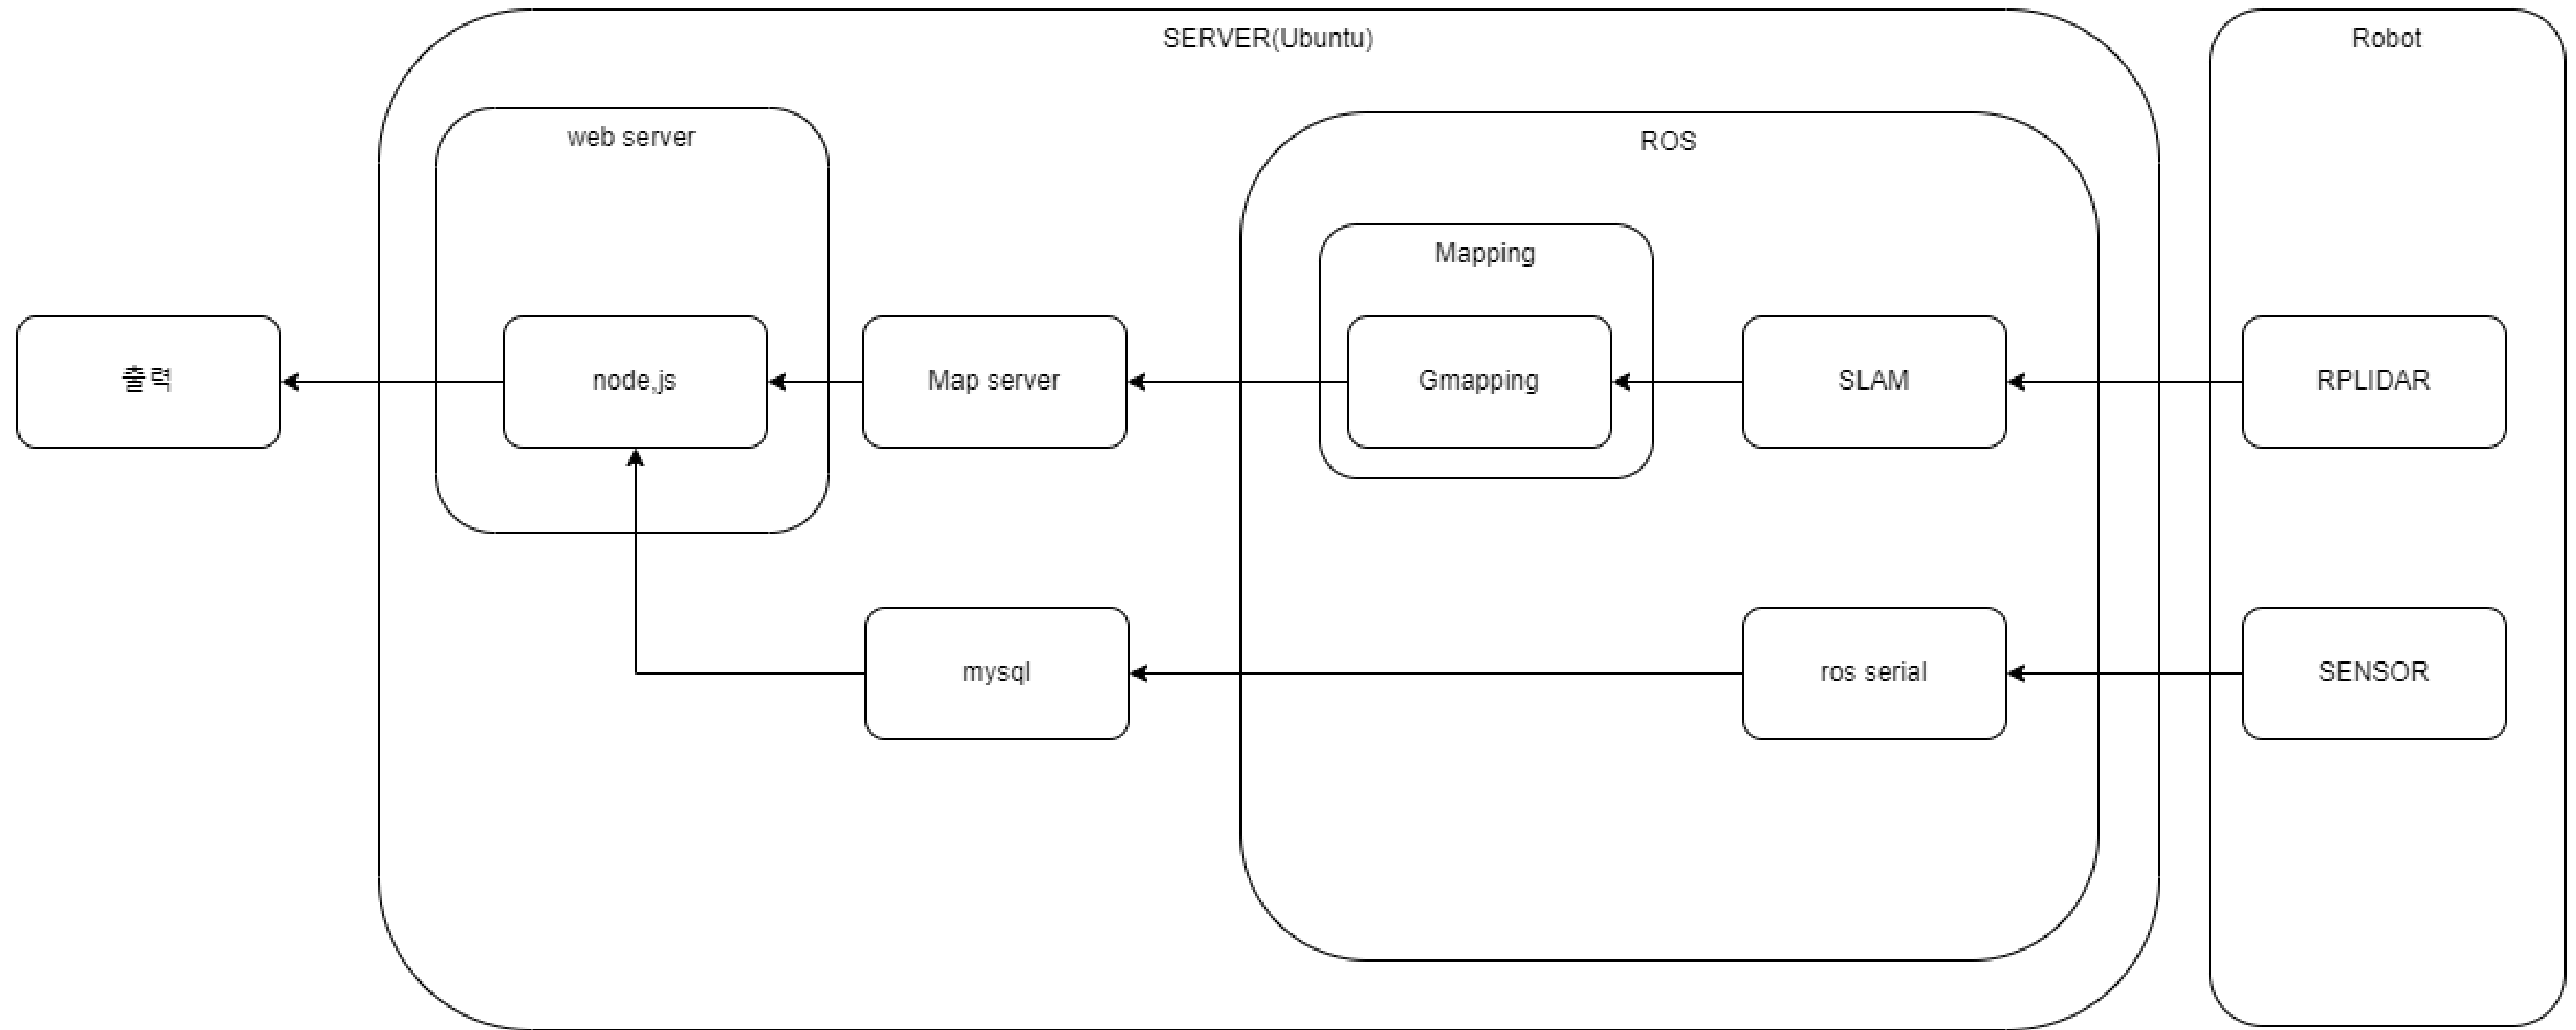 SERVER(Ubuntu)
Robot
web server
ROS
Mapping
출력
node,js
Map server
Gmapping
SLAM
RPLIDAR
mysql
ros serial
SENSOR